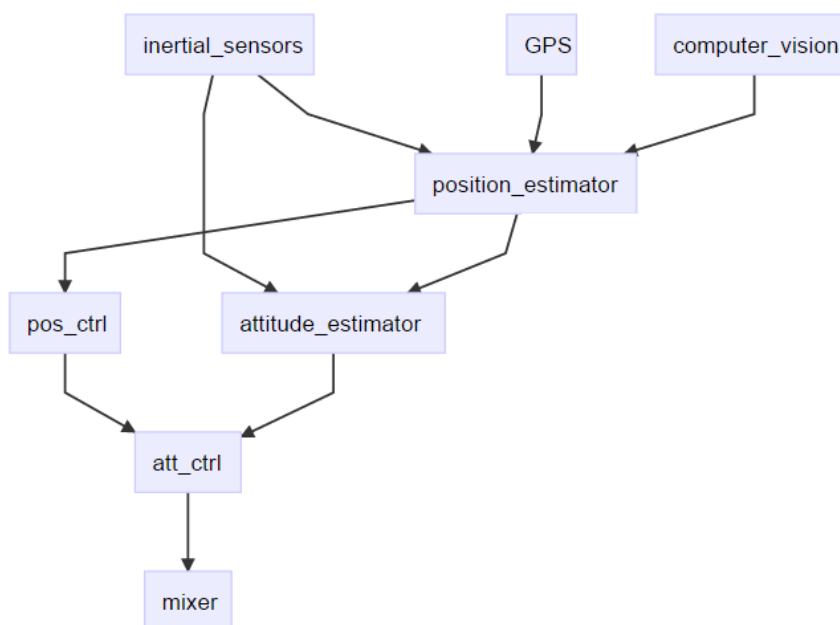 inertial_sensors
GPS
computer_vision
position_estimator
pos_ctrl
attitude_estimator
att_ctrl
mixer